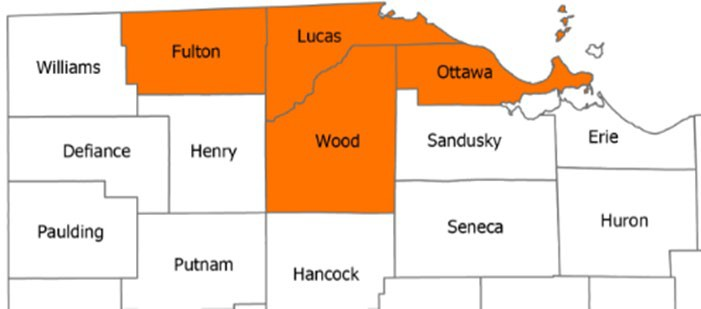 Lucas
Fulton
Williams
Ottawa
Wood
Sandusky
Erie
Defiance
Henry
Huron
Seneca
Paulding
Putnam
Hancock